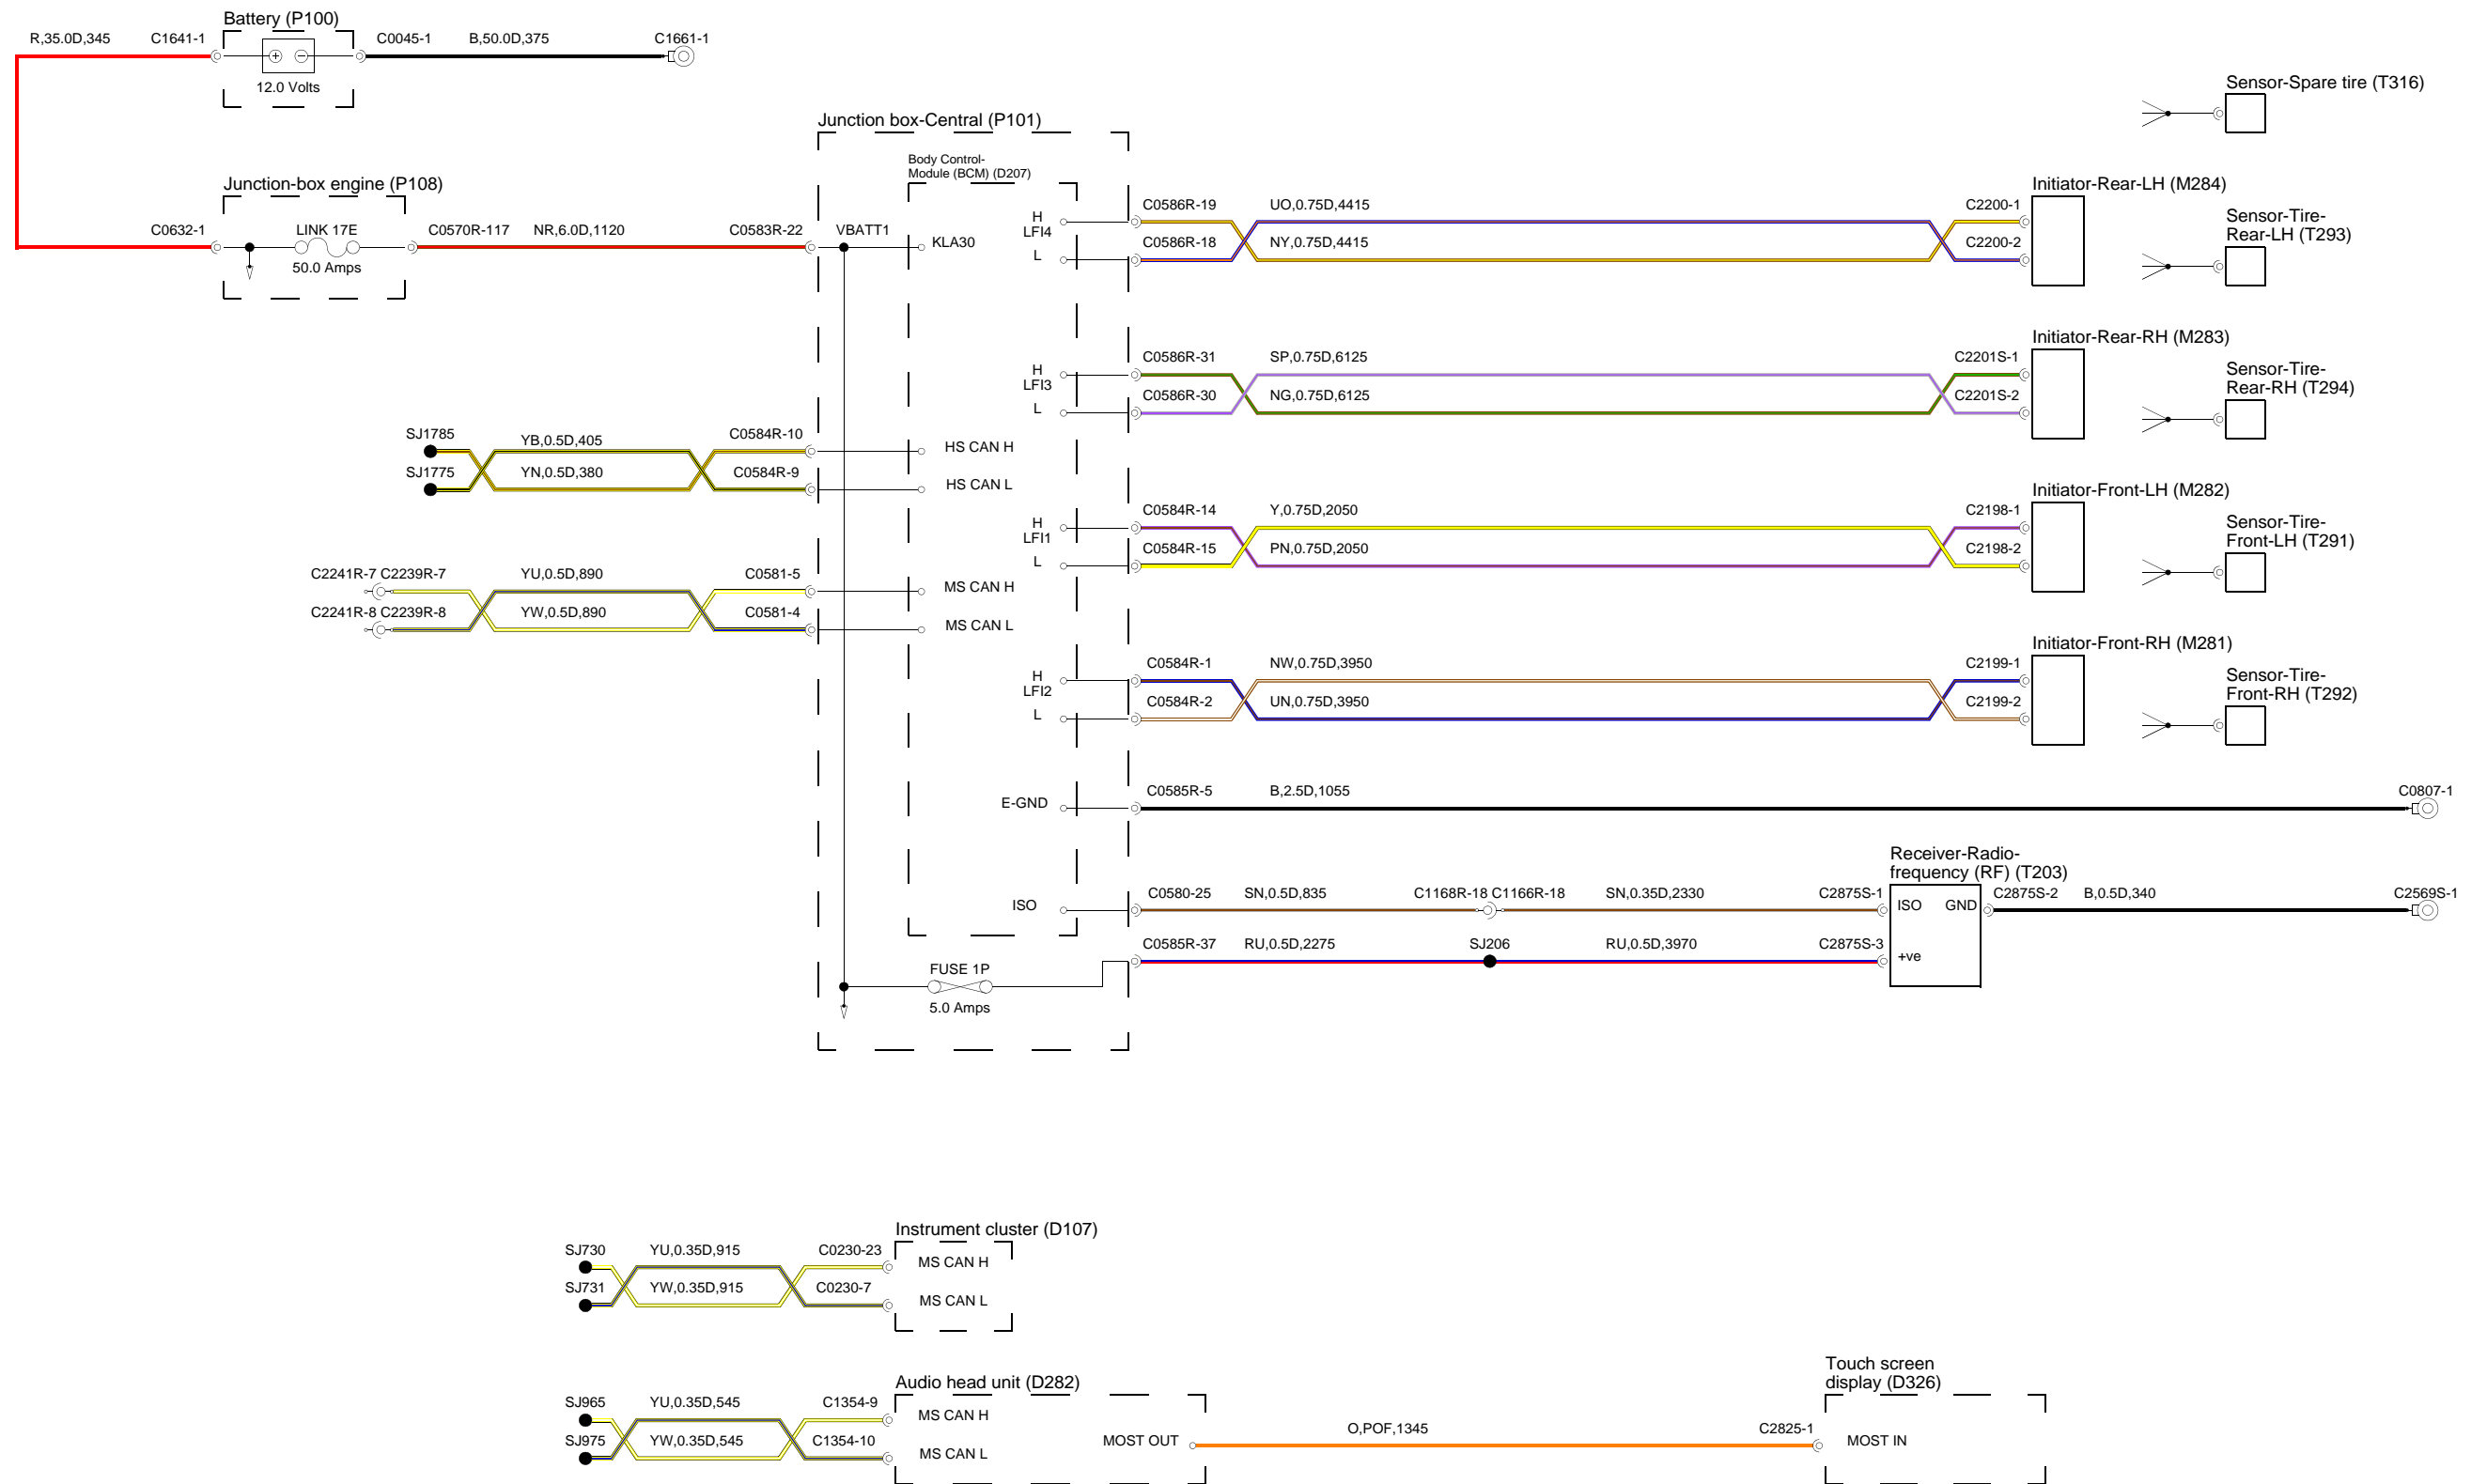 Battery (P100)
R,35.0D,345
C1641-1
C0045-1
B,50.0D,375
C1661-1
12.0 Volts
Sensor-Spare tire (T316)
Junction box-Central (P101)
Body Control-
Module (BCM) (D207)
Junction-box engine (P108)
C0632-1
LINK 17E
50.0 Amps
C0570R-117
NR,6.0D,1120
C0583R-22
VBATT1
KLA30
H
LFI4
L
C0586R-19
UO,0.75D,4415
C0586R-18
NY,0.75D,4415
C2200-1
C2200-2
Initiator-Rear-LH (M284)
Sensor-Tire-
Rear-LH (T293)
H
LFI3
L
C0586R-31
SP,0.75D,6125
C0586R-30
NG,0.75D,6125
C2201S-1
C2201S-2
Initiator-Rear-RH (M283)
Sensor-Tire-
Rear-RH (T294)
SJ1785
YB,0.5D,405
C0584R-10
HS CAN H
SJ1775
YN,0.5D,380
C0584R-9
HS CAN L
H
LFI1
L
C0584R-14
Y,0.75D,2050
C0584R-15
PN,0.75D,2050
C2198-1
C2198-2
Initiator-Front-LH (M282)
Sensor-Tire-
Front-LH (T291)
C2241R-7 C2239R-7
YU,0.5D,890
C0581-5
MS CAN H
C2241R-8 C2239R-8
YW,0.5D,890
C0581-4
MS CAN L
H
LFI2
L
C0584R-1
NW,0.75D,3950
C0584R-2
UN,0.75D,3950
C2199-1
C2199-2
Initiator-Front-RH (M281)
Sensor-Tire-
Front-RH (T292)
E-GND
C0585R-5
B,2.5D,1055
C0807-1
Receiver-Radio-
frequency (RF) (T203)
ISO
C0580-25
SN,0.5D,835
C1168R-18 C1166R-18
SN,0.35D,2330
C2875S-1
ISO
GND
C2875S-2
B,0.5D,340
C2569S-1
C0585R-37
RU,0.5D,2275
SJ206
RU,0.5D,3970
C2875S-3
+ve
FUSE 1P
5.0 Amps
Instrument cluster (D107)
SJ730
YU,0.35D,915
C0230-23
MS CAN H
SJ731
YW,0.35D,915
C0230-7
MS CAN L
Audio head unit (D282)
SJ965
YU,0.35D,545
C1354-9
MS CAN H
SJ975
YW,0.35D,545
C1354-10
MS CAN L
MOST OUT
O,POF,1345
C2825-1
Touch screen
display (D326)
MOST IN